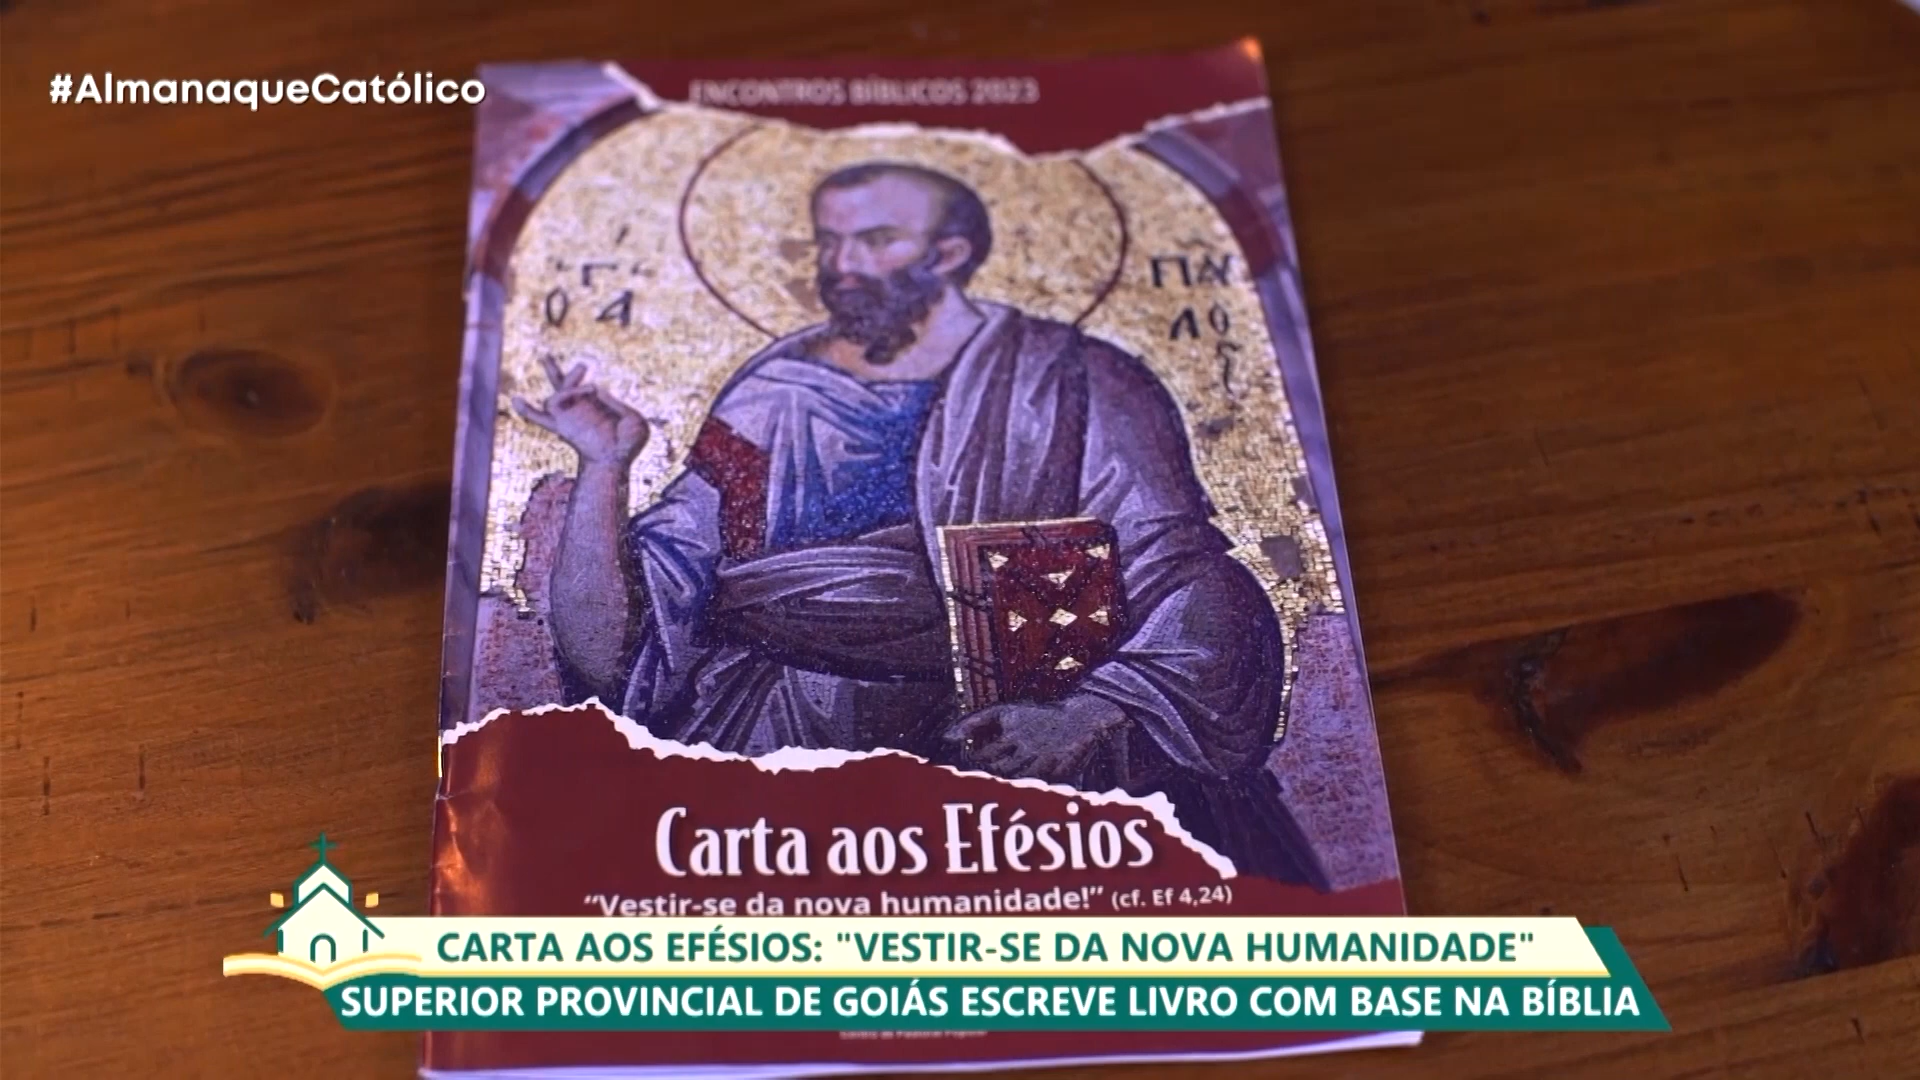 #AlmanaqueCatólico
ENCONTROS BÍBLICOS 2023
Carta aos Efésios
“Vestir-se da nova humanidade!” (cf. Ef 4,24)
CARTA AOS EFÉSIOS: "VESTIR-SE DA NOVA HUMANIDADE"
SUPERIOR PROVINCIAL DE GOIÁS ESCREVE LIVRO COM BASE NA BÍBLIA